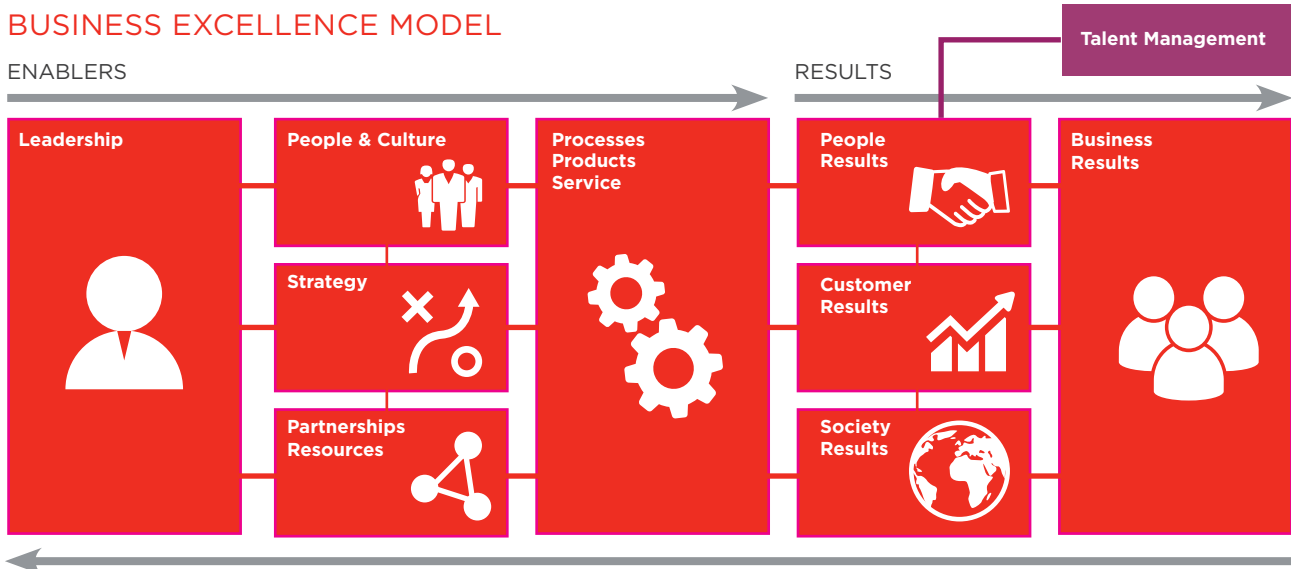 BUSINESS EXCELLENCE MODEL
Talent Management
ENABLERS
RESULTS
Leadership
People & Culture
Processes
Products
Service
People
Results
Business
Results
Strategy
Customer
Results
Partnerships
Resources
Society
Results